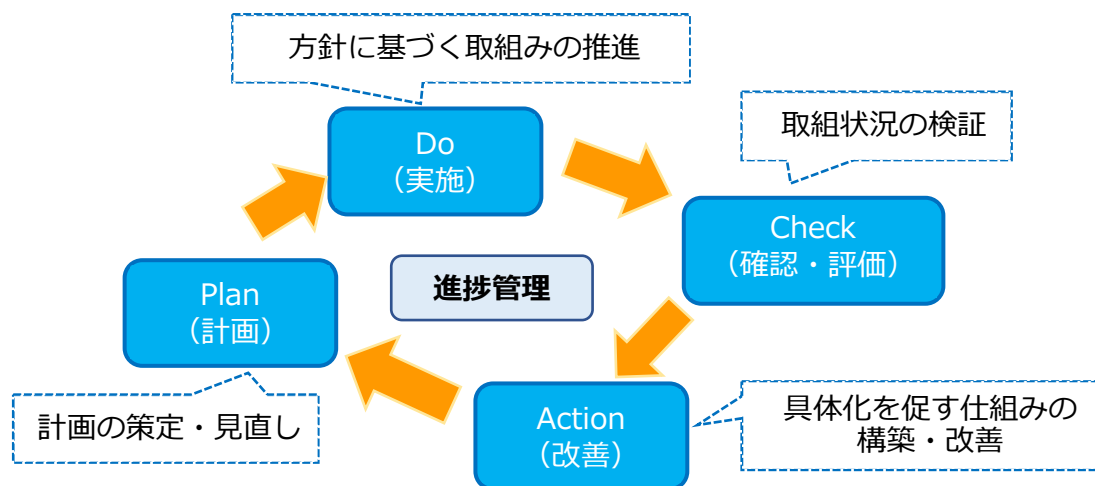 方針に基づく取組みの推進
Do
（実施）
取組状況の検証
Check
（確認・評価）
進捗管理
Plan
（計画）
計画の策定・見直し
Action
（改善）
具体化を促す仕組みの
構築・改善